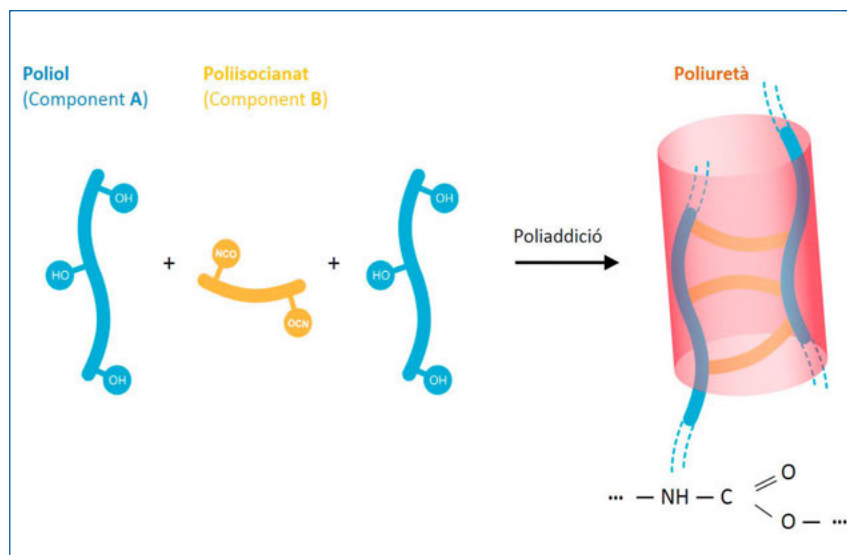 Poliol
(Component A)
Poliisocianat
(Component B)
Poliuretà
OH
HO
OH
+
NCO
OCN
+
OH
HO
OH
Poliaddició
··· — NH — C
O
O — ···